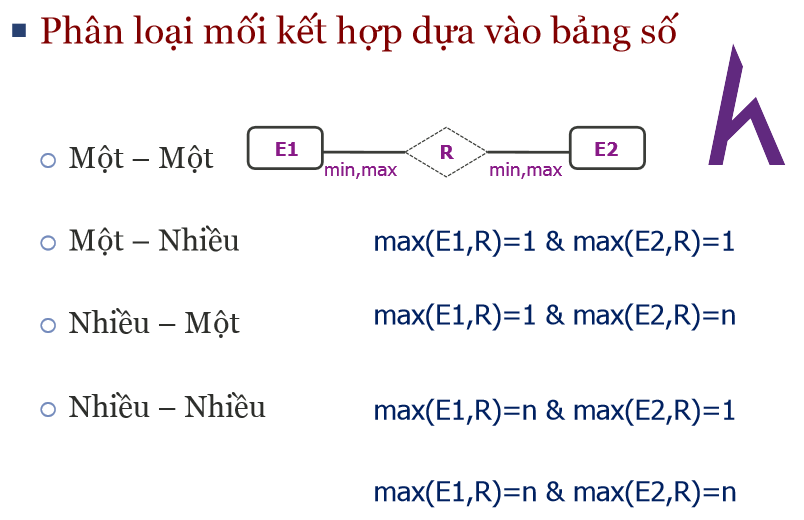 Phân loại mối kết hợp dựa vào bảng số
Một – Một
E1
min,max
R
min,max
E2
Một – Nhiều
max(E1,R)=1 & max(E2,R)=1
Nhiều – Một
max(E1,R)=1 & max(E2,R)=n
Nhiều – Nhiều
max(E1,R)=n & max(E2,R)=1
max(E1,R)=n & max(E2,R)=n